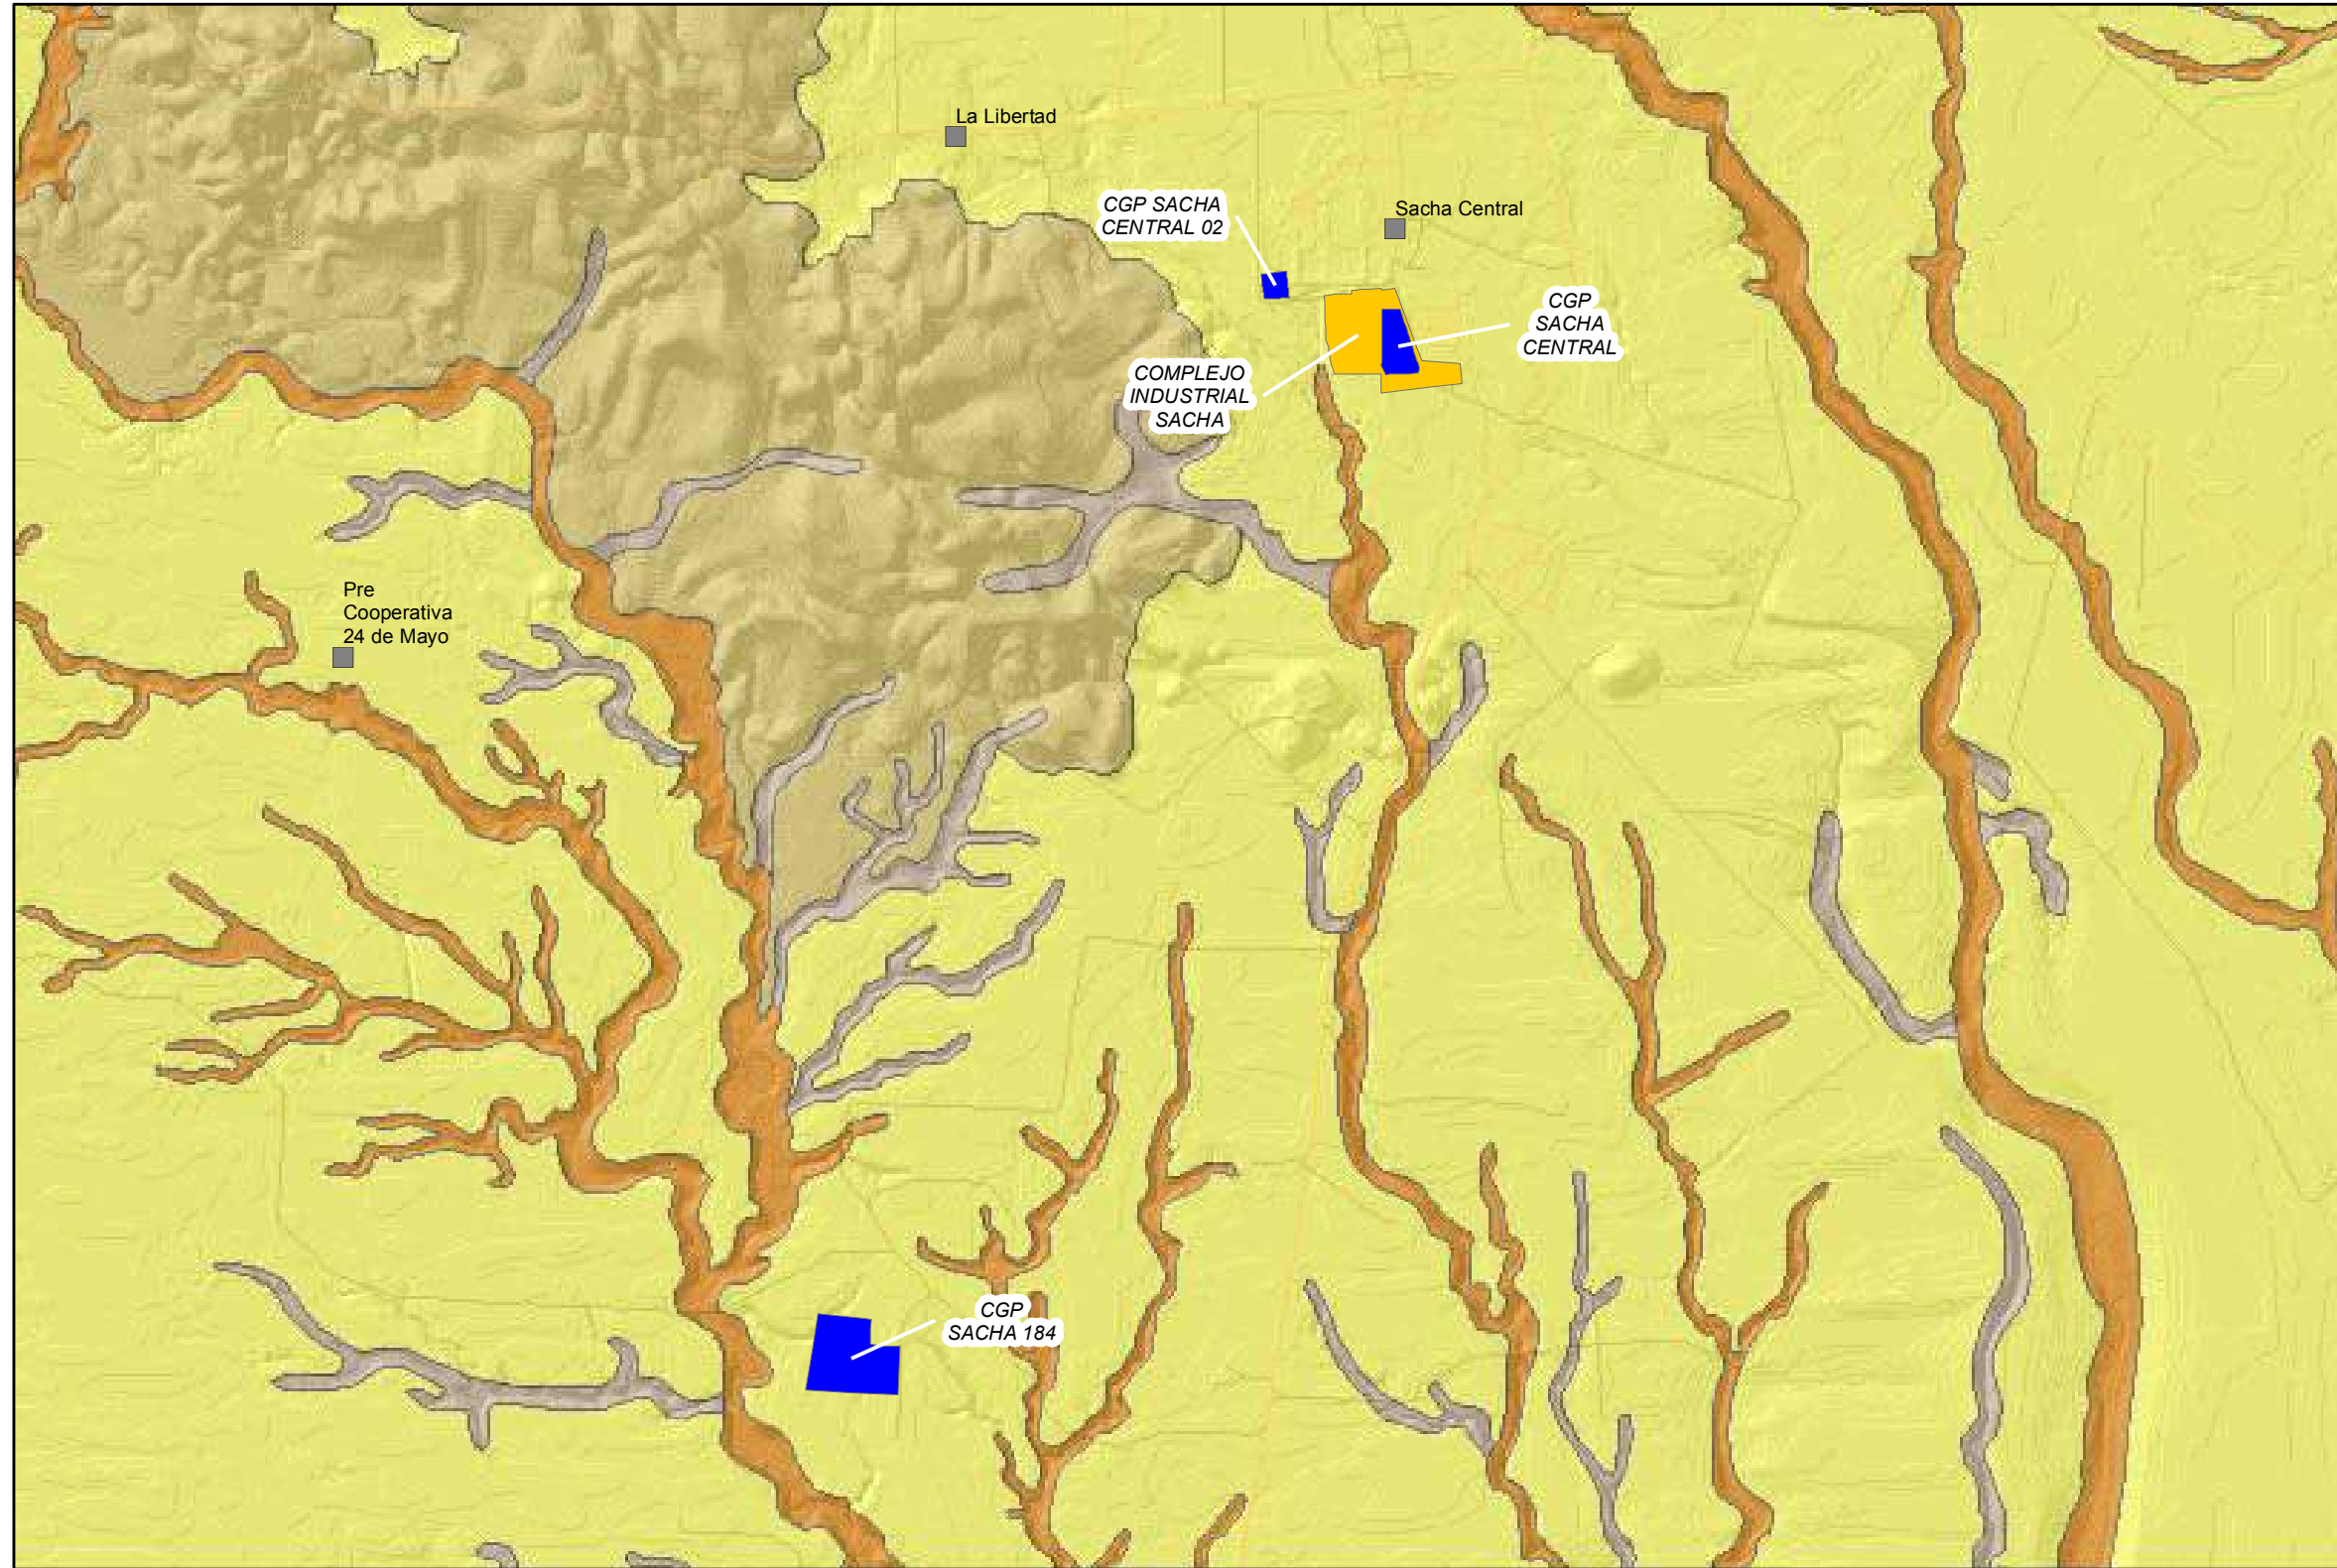 La Libertad
CGP SACHA
CENTRAL 02
Sacha Central
CGP
SACHA
CENTRAL
COMPLEJO
INDUSTRIAL
SACHA
Pre
Cooperativa
24 de Mayo
CGP
SACHA 184